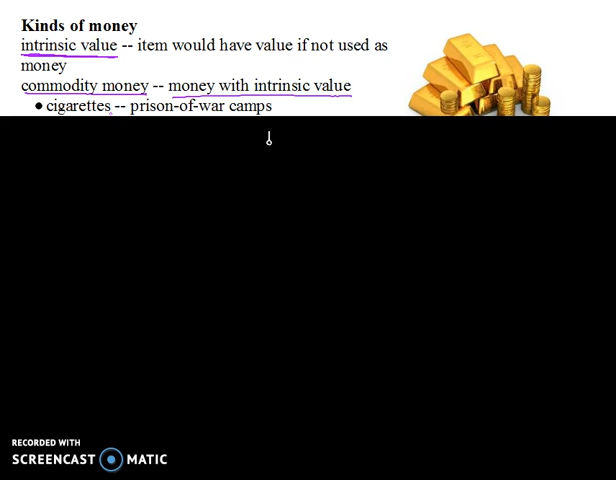 Kinds of money
intrinsic value -- item would have value if not used as
money
commodity money -- money with intrinsic value
• cigarettes -- prison-of-war camps
RECORDED WITH
SCREENCAST MATIC